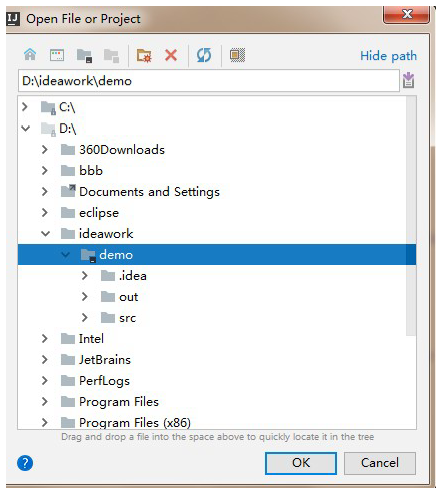 IJ Open File or Project
Hide path
D:\ideawork\demo
C:\
D:\
360Downloads
bbb
Documents and Settings
eclipse
ideawork
demo
.idea
out
src
Intel
JetBrains
PerfLogs
Program Files
Program Files (x86)
Drag and drop a file into the space above to quickly locate it in the tree
? OK Cancel